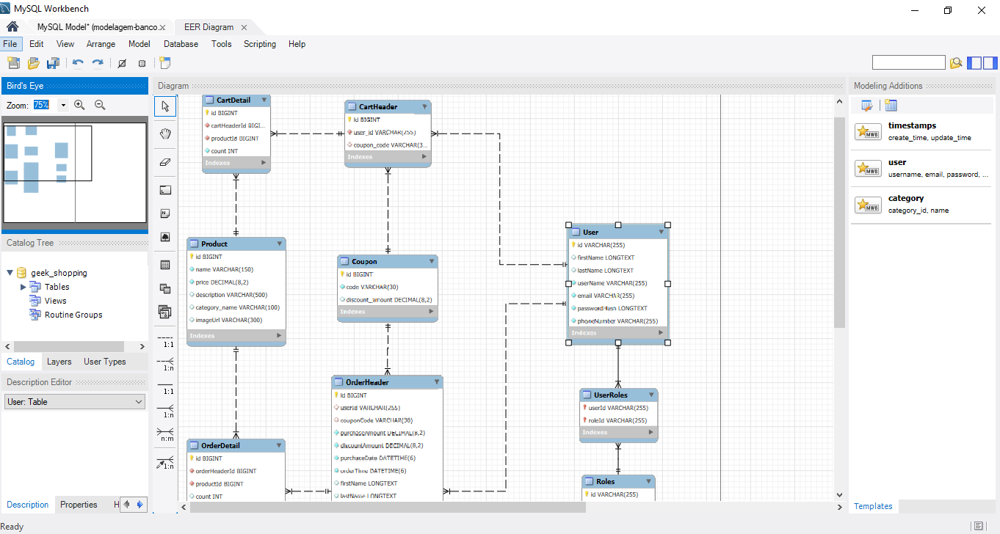 MySQL Workbench
MySQL Model* (modelagem-banco.x
EER Diagram
File Edit View Arrange Model Database Tools Scripting Help
Bird's Eye
Zoom: 75%
Catalog Tree
geek_shopping
Tables
Views
Routine Groups
Catalog Layers User Types
Description Editor
User: Table
Description Properties H
Ready
Diagram
1:1
1:n
1:1
1:n
n:m
1:n
CartDetail
id BIGINT
cartHeaderId BIGI...
productId BIGINT
count INT
Indexes
CartHeader
id BIGINT
user_id VARCHAR(255)
coupon_code VARCHAR(3...
Indexes
Product
id BIGINT
name VARCHAR(150)
price DECIMAL(8,2)
description VARCHAR(500)
category_name VARCHAR(100)
imageUrl VARCHAR(300)
Indexes
Coupon
id BIGINT
code VARCHAR(30)
discount_amount DECIMAL(8,2)
Indexes
User
id VARCHAR(255)
firstName LONGTEXT
lastName LONGTEXT
userName VARCHAR(255)
email VARCHAR(255)
passwordHash LONGTEXT
phoneNumber VARCHAR(255)
Indexes
OrderHeader
id BIGINT
userId VARCHAR(255)
couponCode VARCHAR(30)
purchaseAmount DECIMAL(8,2)
discountAmount DECIMAL(8,2)
purchaseDate DATETIME(6)
orderTime DATETIME(6)
firstName LONGTEXT
lastName LONGTEXT
UserRoles
userId VARCHAR(255)
roleId VARCHAR(255)
Indexes
OrderDetail
id BIGINT
orderHeaderId BIGINT
productId BIGINT
count INT
Roles
id VARCHAR(255)
Modeling Additions
MWB
timestamps
create_time, update_time
MWB
user
username, email, password, ...
MWB
category
category_id, name
Templates